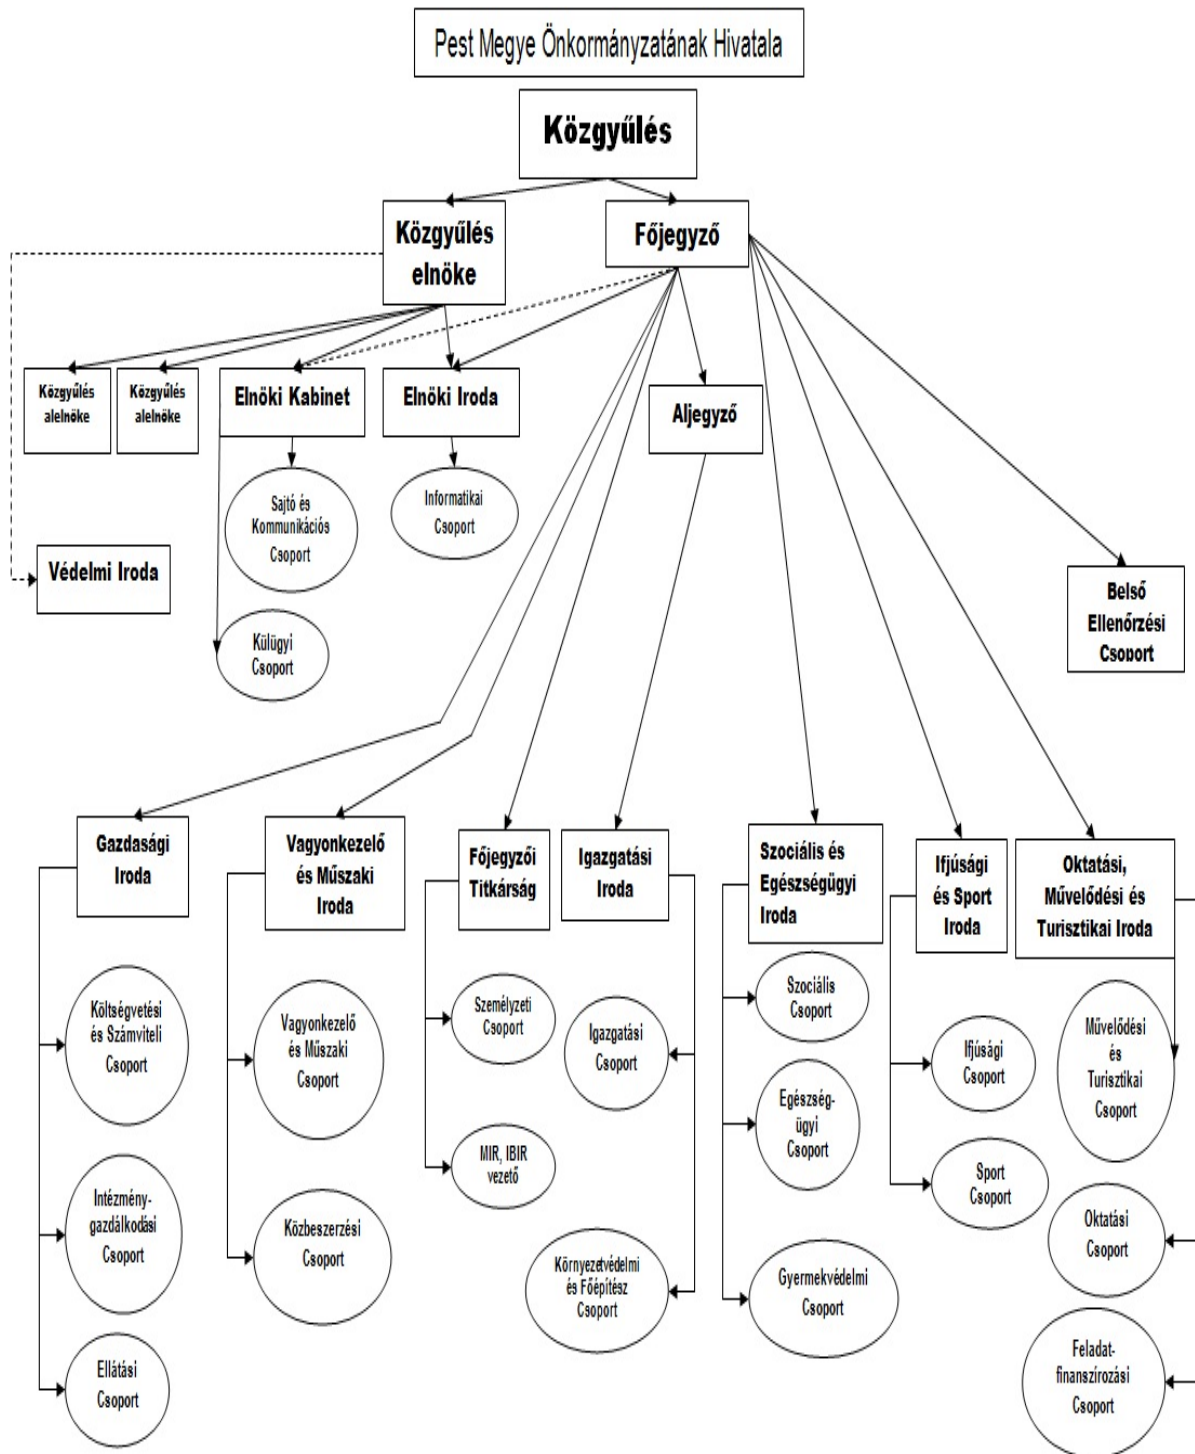 Pest Megye Önkormányzatának Hivatala
Közgyűlés
Közgyűlés
elnöke
Főjegyző
Közgyűlés
alelnöke
Közgyűlés
alelnöke
Elnöki Kabinet
Elnöki Iroda
Aljegyző
Sajtó és
Kommunikációs
Csoport
Informatikai
Csoport
Védelmi Iroda
Külügyi
Csoport
Belső
Ellenőrzési
Csoport
Gazdasági
Iroda
Vagyonkezelő
és Műszaki
Iroda
Főjegyzői
Titkárság
Igazgatási
Iroda
Szociális és
Egészségügyi
Iroda
Ifjúsági
és Sport
Iroda
Oktatási,
Művelődési és
Turisztikai Iroda
Költségvetési
és Számviteli
Csoport
Vagyonkezelő
és Műszaki
Csoport
Személyzeti
Csoport
Igazgatási
Csoport
Szociális
Csoport
Ifjúsági
Csoport
Művelődési
és
Turisztikai
Csoport
Egészség-
ügyi
Csoport
Intézmény-
gazdálkodási
Csoport
Közbeszerzési
Csoport
MIR, IBIR
vezető
Környezetvédelmi
és Főépítész
Csoport
Gyermekvédelmi
Csoport
Sport
Csoport
Oktatási
Csoport
Ellátási
Csoport
Feladat-
finanszírozási
Csoport